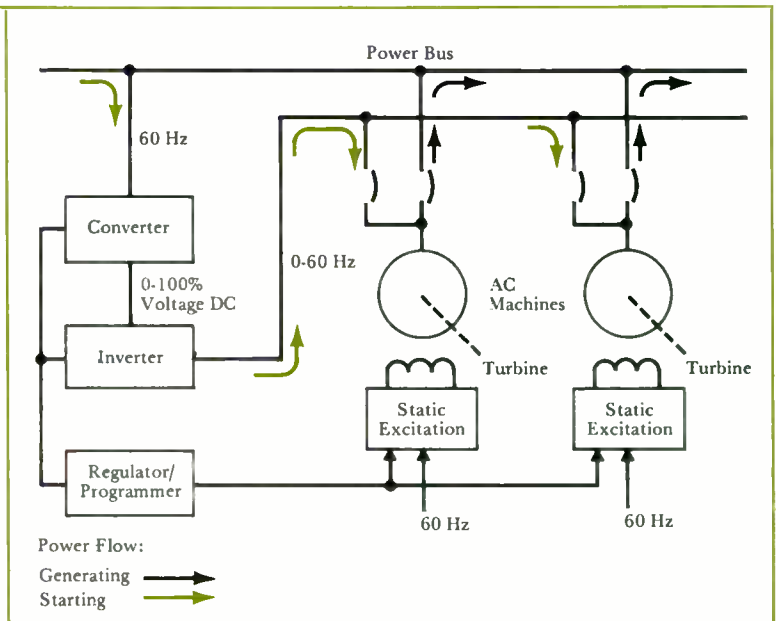 Power Bus
60 Hz
Converter
0-100%
Voltage DC
0-60 Hz
Inverter
AC
Machines
Turbine
Turbine
Static
Excitation
Static
Excitation
Regulator/
Programmer
60 Hz
60 Hz
Power Flow:
Generating
Starting